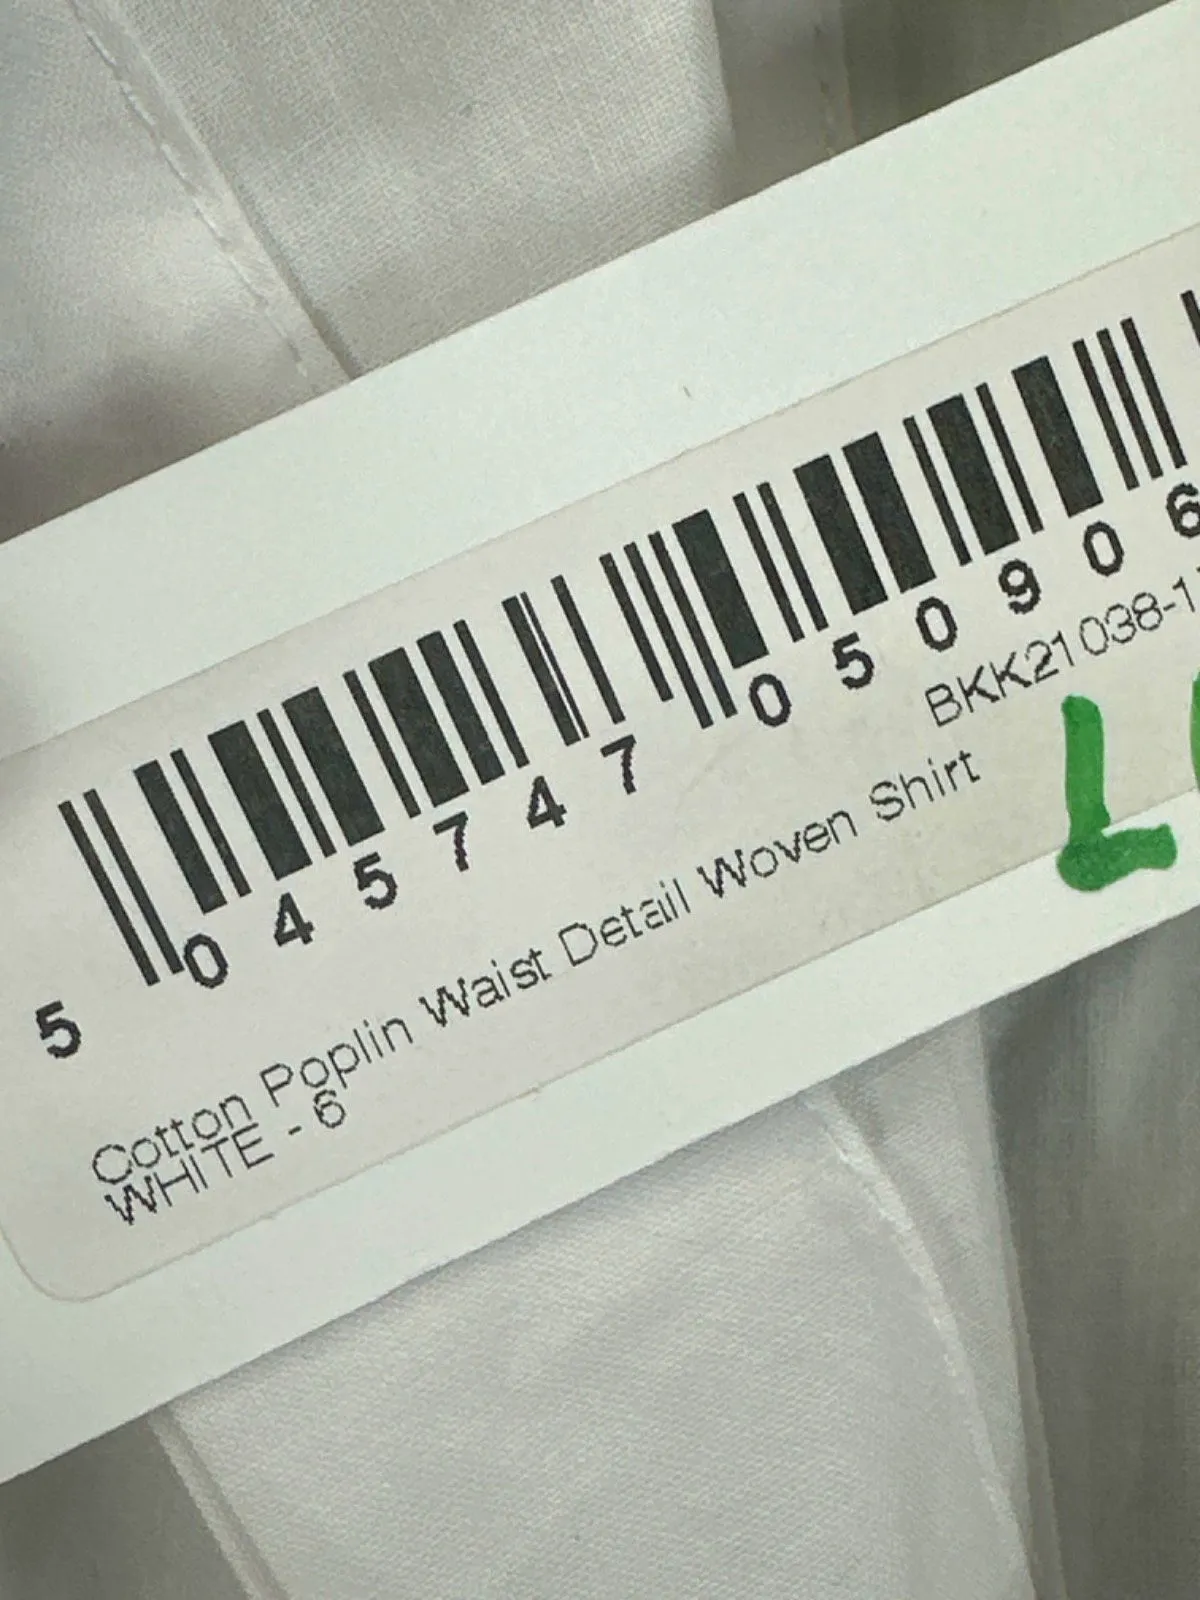 5 045747 050906
BKK21038-1
Cotton Poplin Waist Detail Woven Shirt
WHITE - 6
L